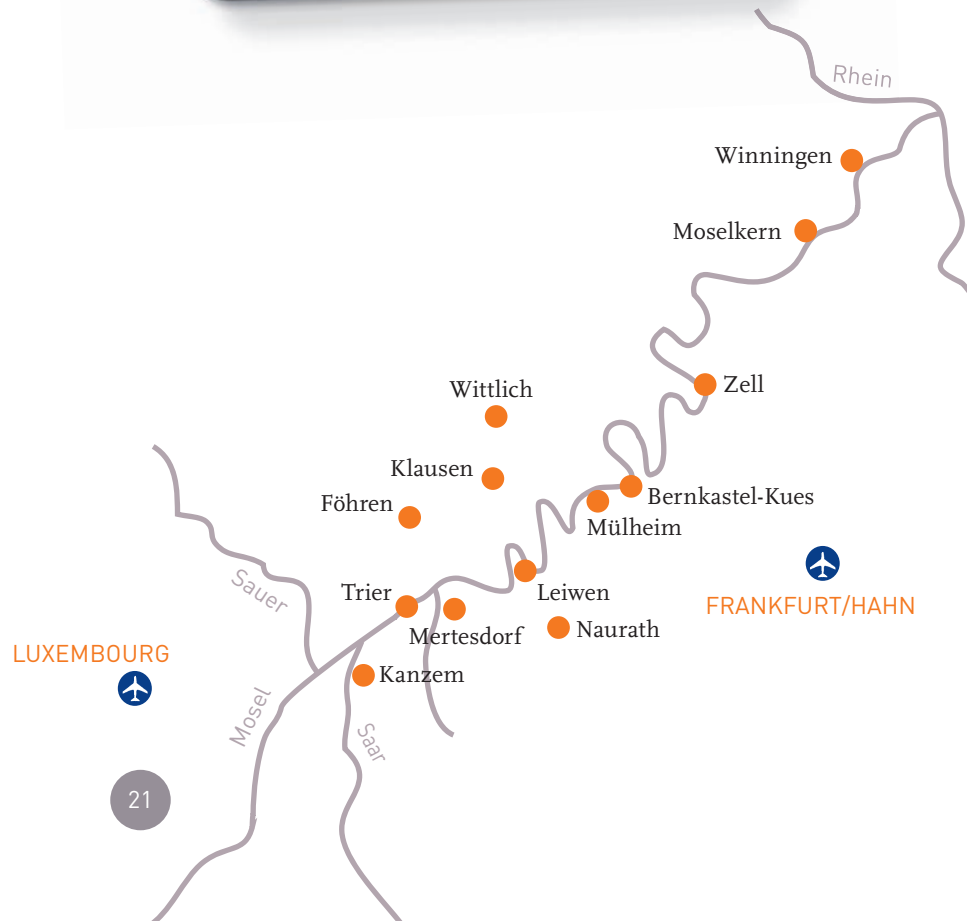 Rhein
Winningen
Moselkern
Zell
Wittlich
Klausen
Föhren
Bernkastel-Kues
Mülheim
Sauer
Trier
Leiwen
FRANKFURT/HAHN
Mertesdorf
Naurath
LUXEMBOURG
Kanzem
Mosel
Saar
21